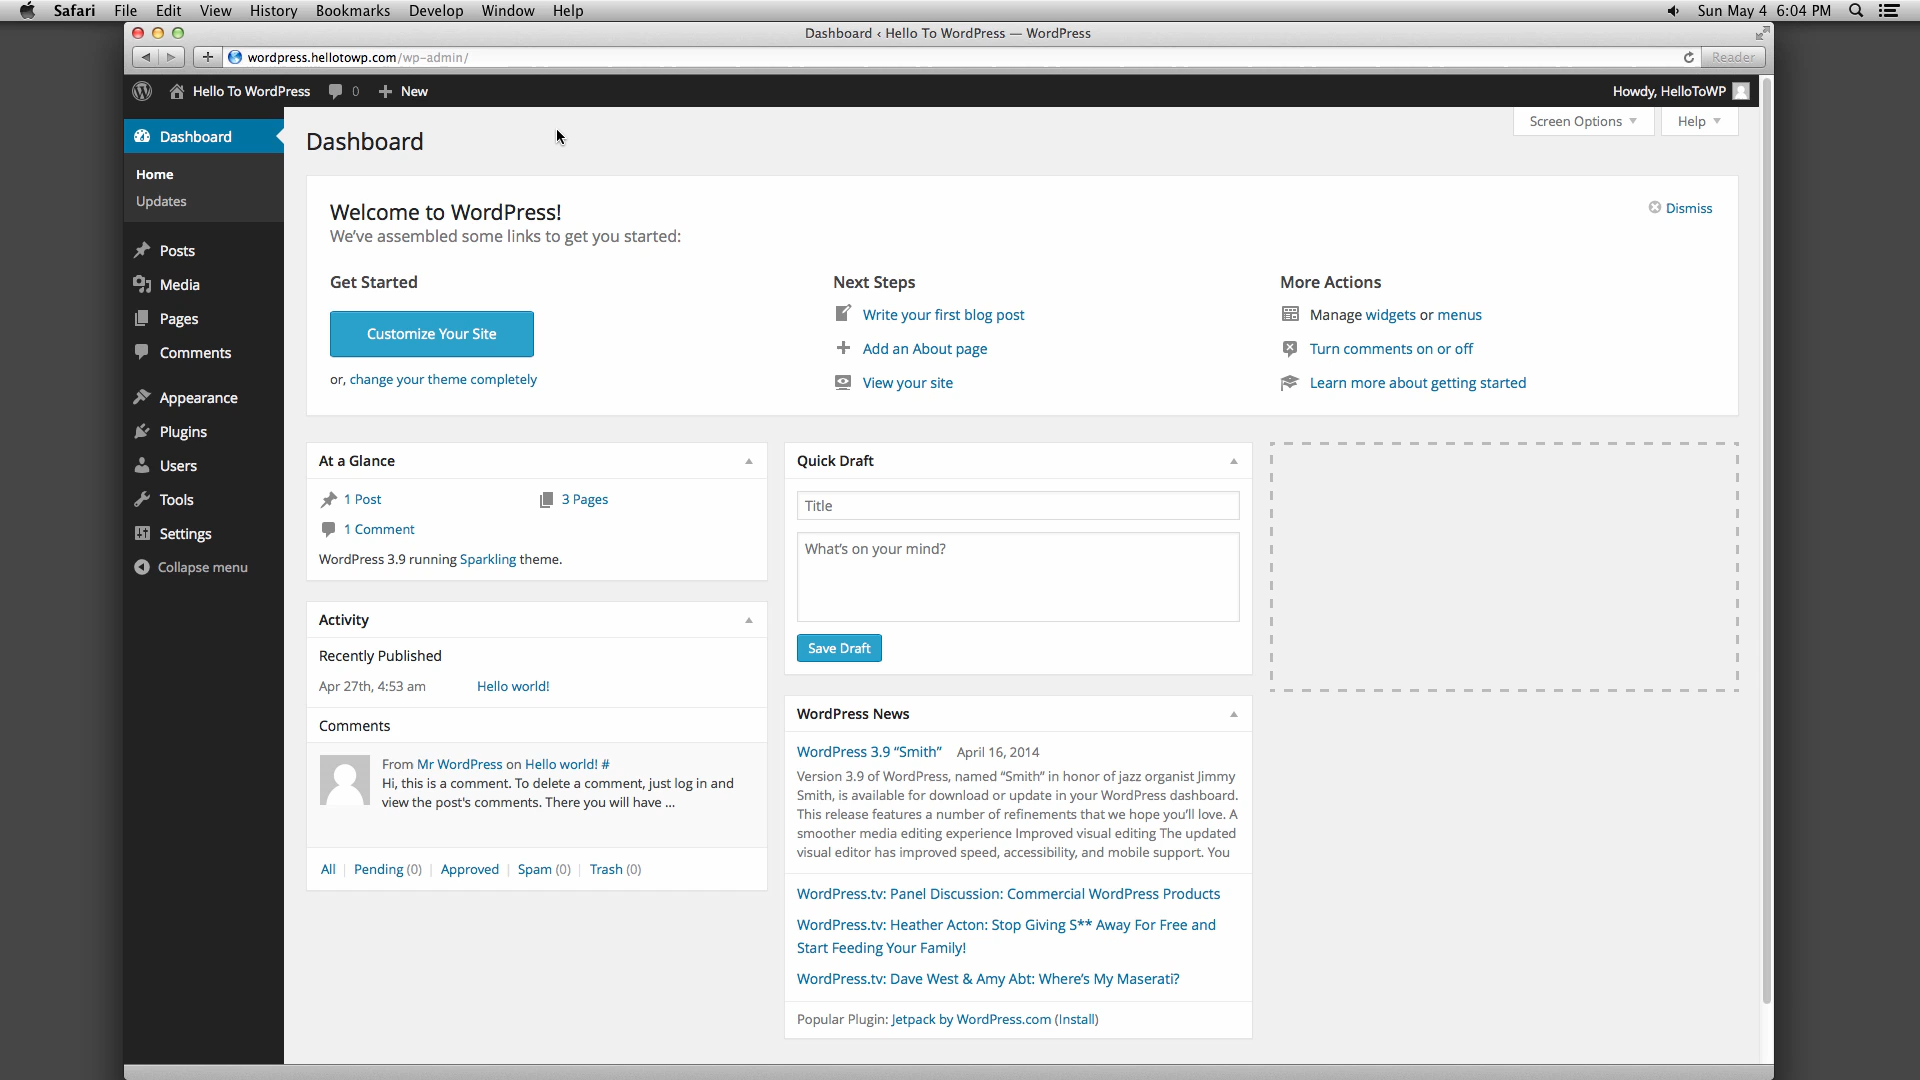 Safari File Edit View History Bookmarks Develop Window Help
Sun May 4 6:04 PM
Dashboard ‹ Hello To WordPress — WordPress
wordpress.hellotowp.com/wp-admin/
Reader
Hello To WordPress 0 New
Howdy, HelloToWP
Dashboard
Home
Updates
Posts
Media
Pages
Comments
Appearance
Plugins
Users
Tools
Settings
Collapse menu
Dashboard
Screen Options
Help
Welcome to WordPress!
We've assembled some links to get you started:
Dismiss
Get Started
Customize Your Site
or, change your theme completely
Next Steps
Write your first blog post
Add an About page
View your site
More Actions
Manage widgets or menus
Turn comments on or off
Learn more about getting started
At a Glance
1 Post
3 Pages
1 Comment
WordPress 3.9 running Sparkling theme.
Activity
Recently Published
Apr 27th, 4:53 am Hello world!
Comments
From Mr WordPress on Hello world! #
Hi, this is a comment. To delete a comment, just log in and
view the post's comments. There you will have ...
All | Pending (0) | Approved | Spam (0) | Trash (0)
Quick Draft
Title
What's on your mind?
Save Draft
WordPress News
WordPress 3.9 “Smith” April 16, 2014
Version 3.9 of WordPress, named “Smith” in honor of jazz organist Jimmy
Smith, is available for download or update in your WordPress dashboard.
This release features a number of refinements that we hope you'll love. A
smoother media editing experience Improved visual editing The updated
visual editor has improved speed, accessibility, and mobile support. You
WordPress.tv: Panel Discussion: Commercial WordPress Products
WordPress.tv: Heather Acton: Stop Giving S** Away For Free and
Start Feeding Your Family!
WordPress.tv: Dave West & Amy Abt: Where's My Maserati?
Popular Plugin: Jetpack by WordPress.com (Install)